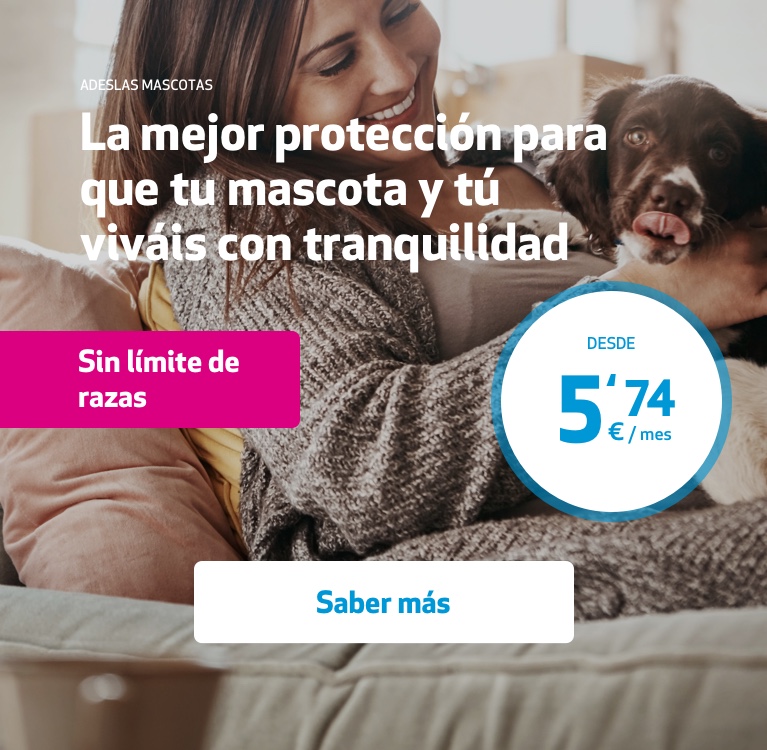 ADESLAS MASCOTAS
La mejor protección para
que tu mascota y tú
viváis con tranquilidad
Sin límite de
razas
DESDE
5‘74
€ / mes
Saber más